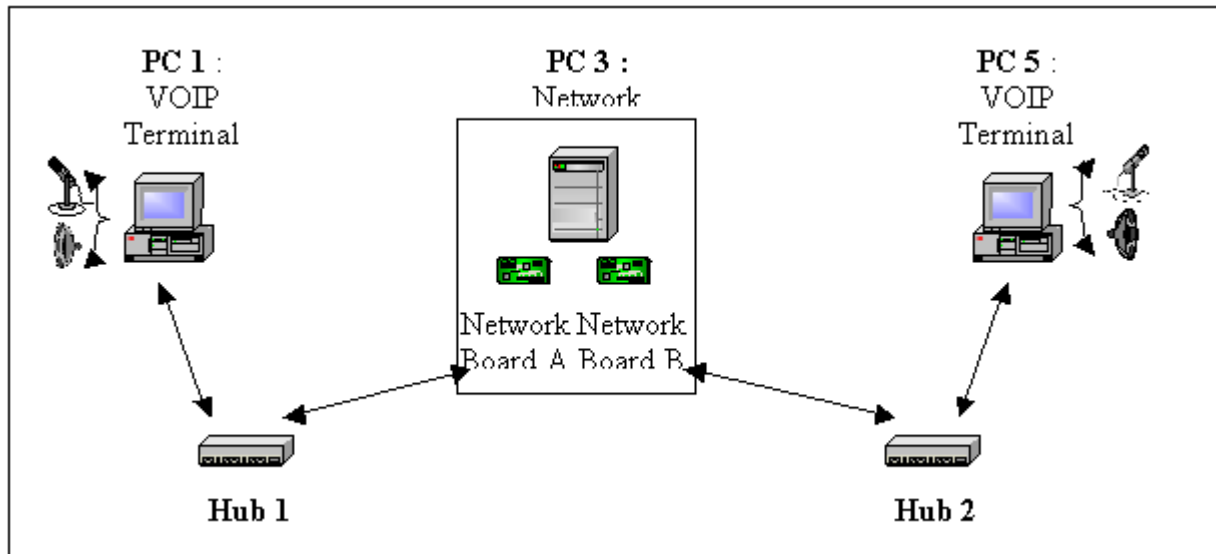 PC 1 :
VOIP
Terminal
PC 3 :
Network
PC 5 :
VOIP
Terminal
Network Network
Board A Board B
Hub 1
Hub 2